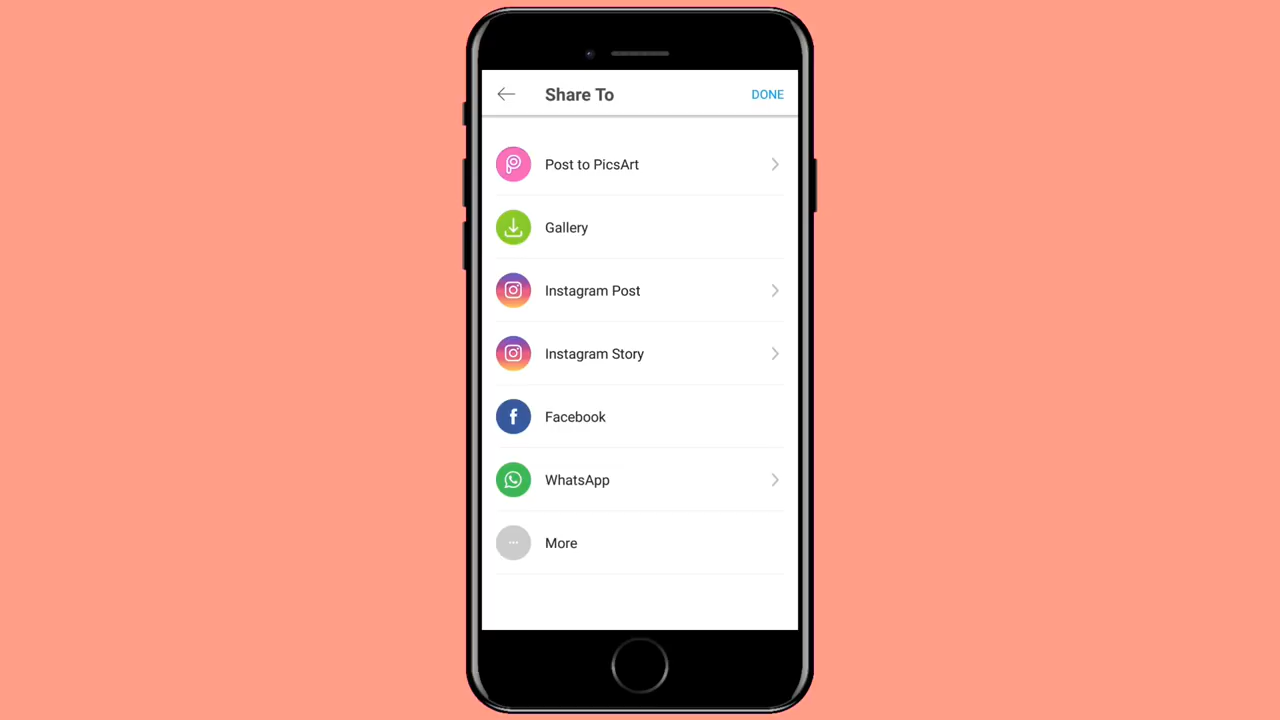 Share To
DONE
Post to PicsArt
Gallery
Instagram Post
Instagram Story
Facebook
WhatsApp
More